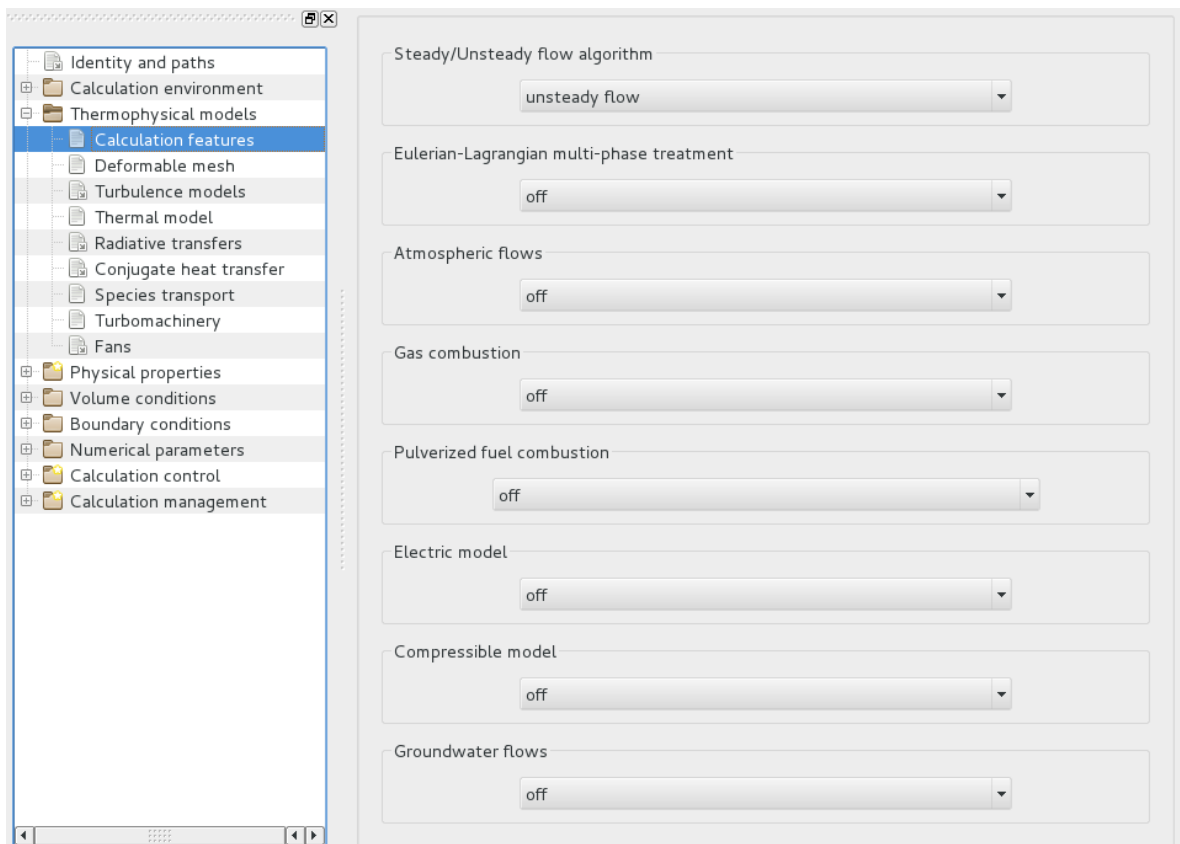 Identity and paths
Calculation environment
Thermophysical models
Calculation features
Deformable mesh
Turbulence models
Thermal model
Radiative transfers
Conjugate heat transfer
Species transport
Turbomachinery
Fans
Physical properties
Volume conditions
Boundary conditions
Numerical parameters
Calculation control
Calculation management
Steady/Unsteady flow algorithm
unsteady flow
Eulerian-Lagrangian multi-phase treatment
off
Atmospheric flows
off
Gas combustion
off
Pulverized fuel combustion
off
Electric model
off
Compressible model
off
Groundwater flows
off